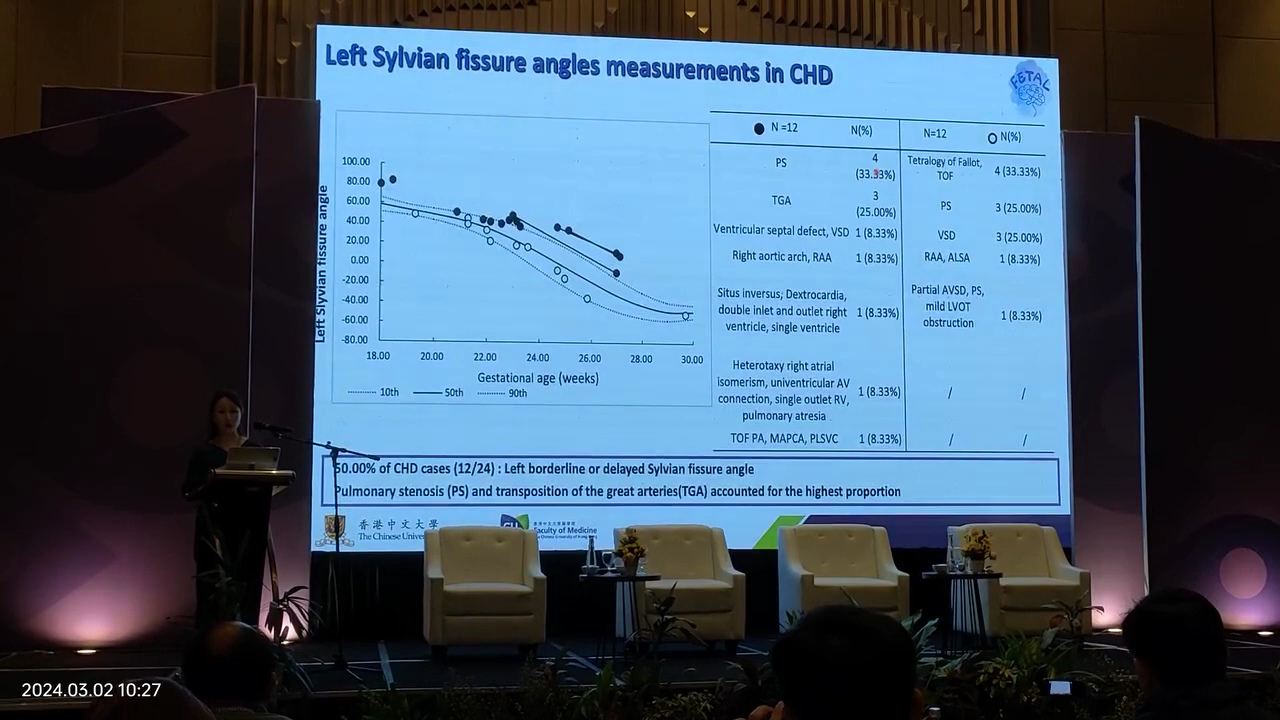 Left Sylvian fissure angles measurements in CHD
FETAL
Left Slyvian fissure angle
100.00
80.00
60.00
40.00
20.00
0.00
-20.00
-40.00
-60.00
-80.00
18.00 20.00 22.00 24.00 26.00 28.00 30.00
Gestational age (weeks)
10th 50th 90th
N =12 N(%) N=12 N(%)
PS 4 (33.33%) Tetralogy of Fallot, TOF 4 (33.33%)
TGA 3 (25.00%) PS 3 (25.00%)
Ventricular septal defect, VSD 1 (8.33%) VSD 3 (25.00%)
Right aortic arch, RAA 1 (8.33%) RAA, ALSA 1 (8.33%)
Situs inversus; Dextrocardia, double inlet and outlet right ventricle, single ventricle 1 (8.33%) Partial AVSD, PS, mild LVOT obstruction 1 (8.33%)
Heterotaxy right atrial isomerism, univentricular AV connection, single outlet RV, pulmonary atresia 1 (8.33%) / /
TOF PA, MAPCA, PLSVC 1 (8.33%) / /
50.00% of CHD cases (12/24) : Left borderline or delayed Sylvian fissure angle
Pulmonary stenosis (PS) and transposition of the great arteries(TGA) accounted for the highest proportion
香港中文大學
The Chinese
Faculty of Medicine
2024.03.02 10:27